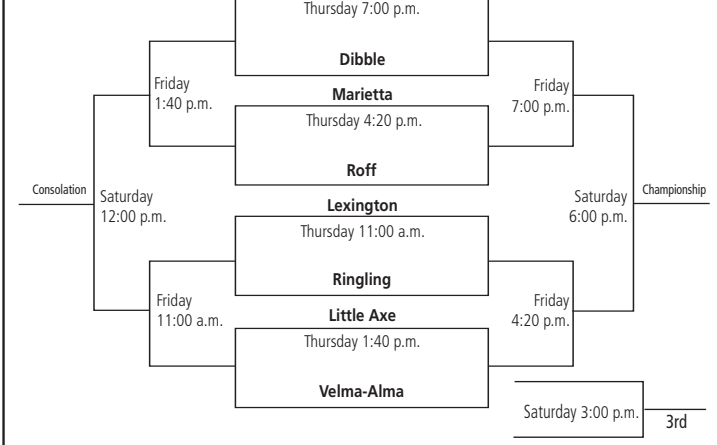 Thursday 7:00 p.m.
Dibble
Friday
1:40 p.m.
Marietta
Friday
7:00 p.m.
Thursday 4:20 p.m.
Roff
Consolation
Saturday
12:00 p.m.
Lexington
Saturday
6:00 p.m.
Championship
Thursday 11:00 a.m.
Ringling
Friday
11:00 a.m.
Little Axe
Friday
4:20 p.m.
Thursday 1:40 p.m.
Velma-Alma
Saturday 3:00 p.m.
3rd